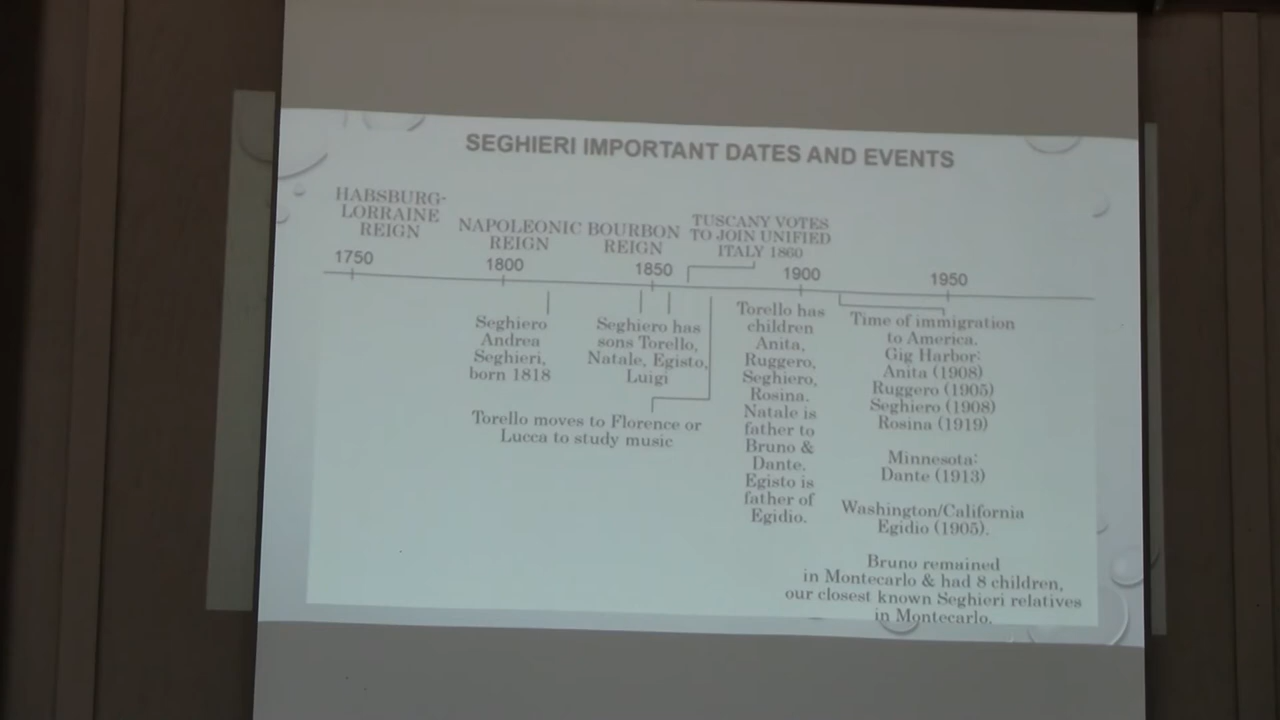 SEGHIERI IMPORTANT DATES AND EVENTS
HABSBURG-
LORRAINE
REIGN
NAPOLEONIC
REIGN
BOURBON
REIGN
TUSCANY VOTES
TO JOIN UNIFIED
ITALY 1860
1750
1800
1850
1900
1950
Seghiero
Andrea
Seghieri,
born 1818
Seghiero has
sons Torello,
Natale, Egisto,
Luigi
Torello moves to Florence or
Lucca to study music
Torello has
children
Anita,
Ruggero,
Seghiero,
Rosina.
Natale is
father to
Bruno &
Dante.
Egisto is
father of
Egidio.
Time of immigration
to America.
Gig Harbor:
Anita (1908)
Ruggero (1905)
Seghiero (1908)
Rosina (1919)
Minnesota:
Dante (1913)
Washington/California
Egidio (1905).
Bruno remained
in Montecarlo & had 8 children,
our closest known Seghieri relatives
in Montecarlo.